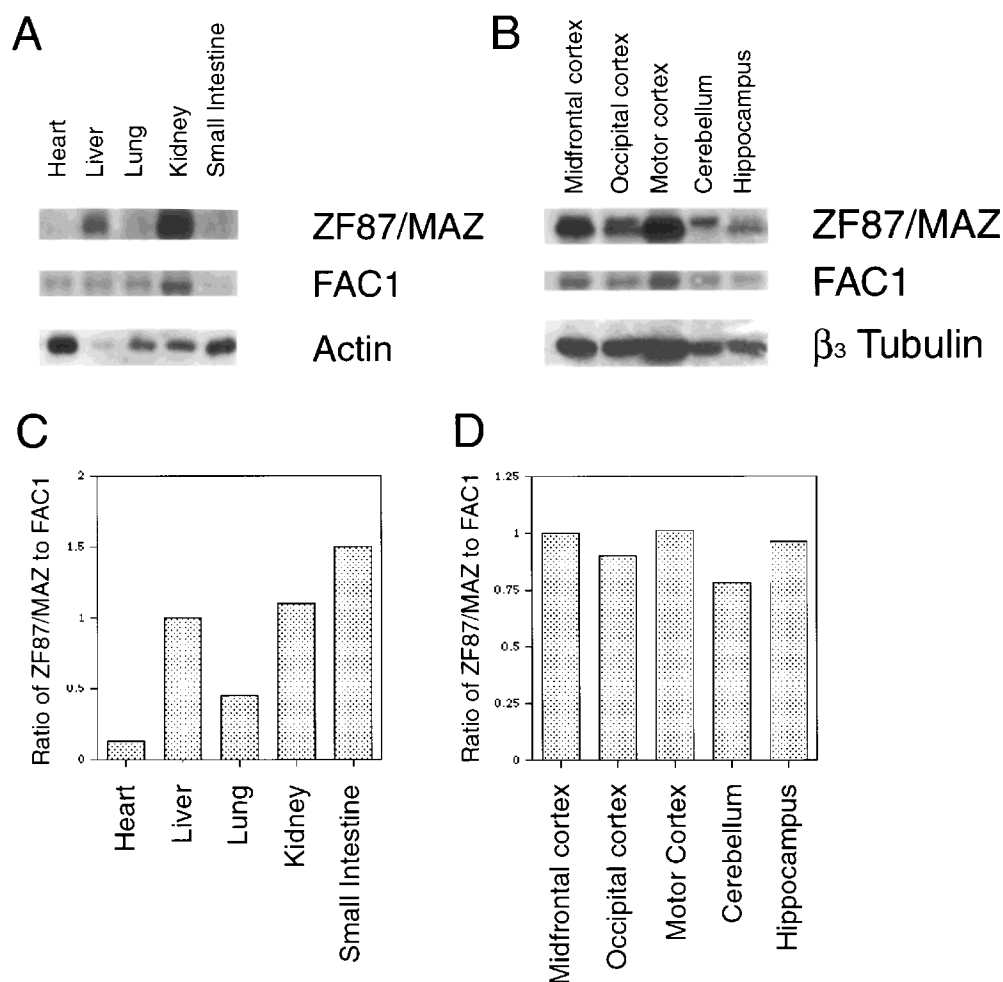 A
Heart
Liver
Lung
Kidney
Small Intestine
ZF87/MAZ
FAC1
Actin
B
Midfrontal cortex
Occipital cortex
Motor cortex
Cerebellum
Hippocampus
ZF87/MAZ
FAC1
β3 Tubulin
C
Ratio of ZF87/MAZ to FAC1
2
1.5
1
0.5
0
Heart
Liver
Lung
Kidney
Small Intestine
D
Ratio of ZF87/MAZ to FAC1
1.25
1
0.75
0.5
0.25
0
Midfrontal cortex
Occipital cortex
Motor Cortex
Cerebellum
Hippocampus